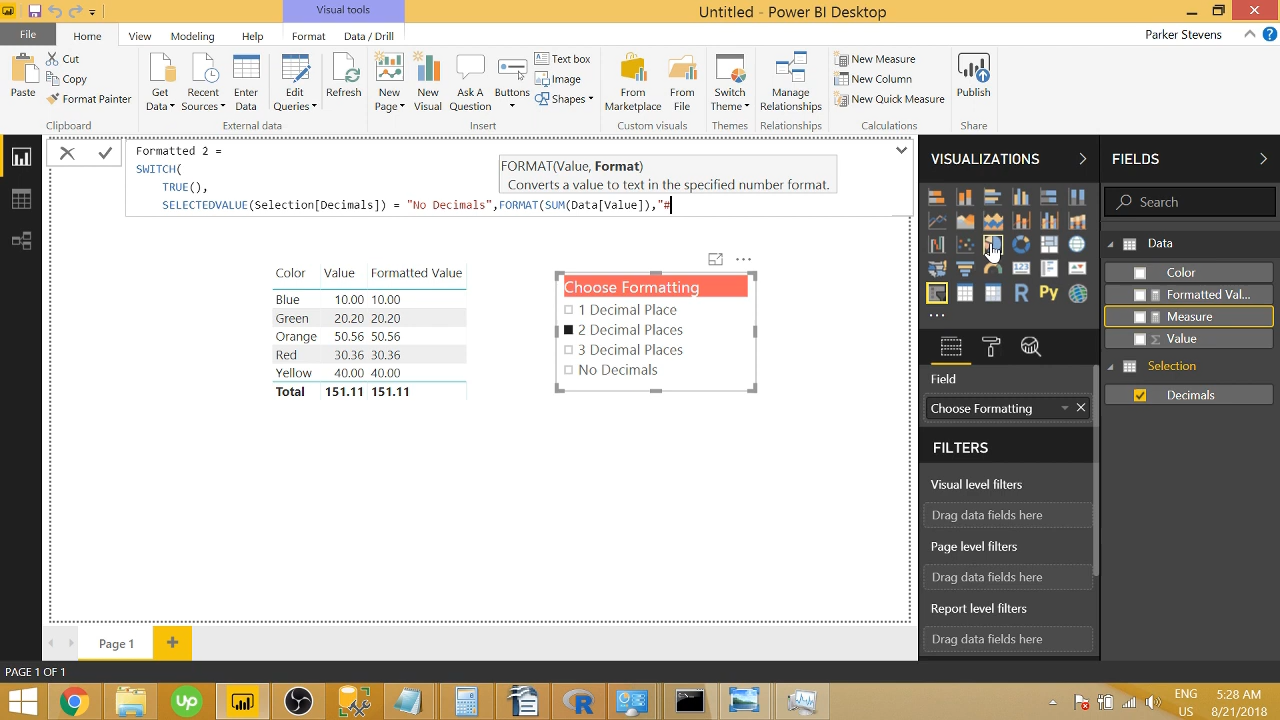 Visual tools
Untitled - Power BI Desktop
File
Home
View
Modeling
Help
Format
Data / Drill
Parker Stevens
Paste
Cut
Copy
Format Painter
Clipboard
Get Data
Recent Sources
Enter Data
Edit Queries
Refresh
External data
New Page
New Visual
Ask A Question
Buttons
Text box
Image
Shapes
Insert
From Marketplace
From File
Custom visuals
Switch Theme
Themes
Manage Relationships
Relationships
New Measure
New Column
New Quick Measure
Calculations
Publish
Share
Formatted 2 =
SWITCH(
TRUE(),
SELECTEDVALUE(Selection[Decimals]) = "No Decimals",FORMAT(SUM(Data[Value]),"#
FORMAT(Value, Format)
Converts a value to text in the specified number format.
Color Value Formatted Value
Blue 10.00 10.00
Green 20.20 20.20
Orange 50.56 50.56
Red 30.36 30.36
Yellow 40.00 40.00
Total 151.11 151.11
Choose Formatting
1 Decimal Place
2 Decimal Places
3 Decimal Places
No Decimals
VISUALIZATIONS
R
Py
123
Field
Choose Formatting
FILTERS
Visual level filters
Drag data fields here
Page level filters
Drag data fields here
Report level filters
Drag data fields here
FIELDS
Search
Data
Color
Formatted Val...
Measure
Σ Value
Selection
Decimals
Page 1
PAGE 1 OF 1
Up
R
ENG
US
5:28 AM
8/21/2018